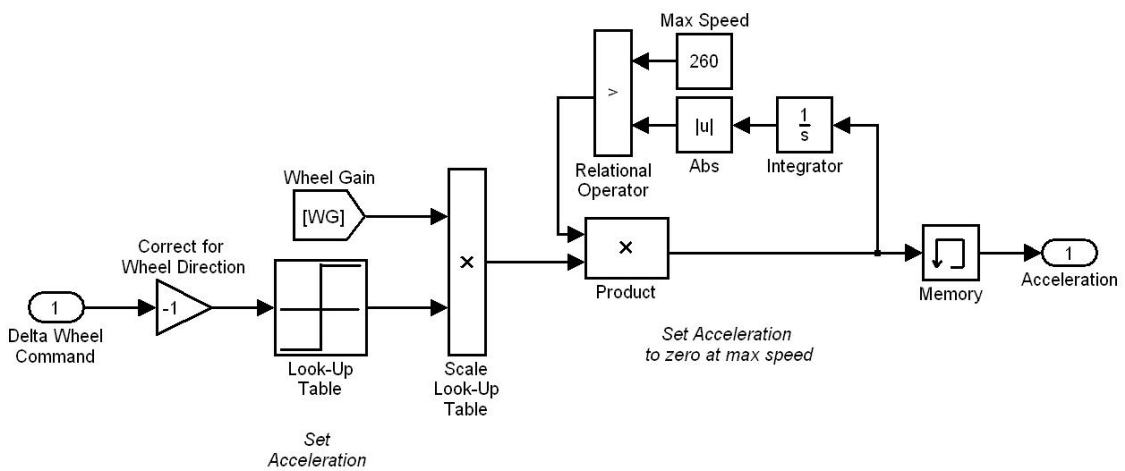 Max Speed
260
>
|u|
1
s
Relational
Operator
Abs
Integrator
Wheel Gain
[WG]
×
Correct for
Wheel Direction
×
1
-1
1
Product
Memory
Acceleration
Delta Wheel
Command
Look-Up
Table
Scale
Look-Up
Table
Set Acceleration
to zero at max speed
Set
Acceleration